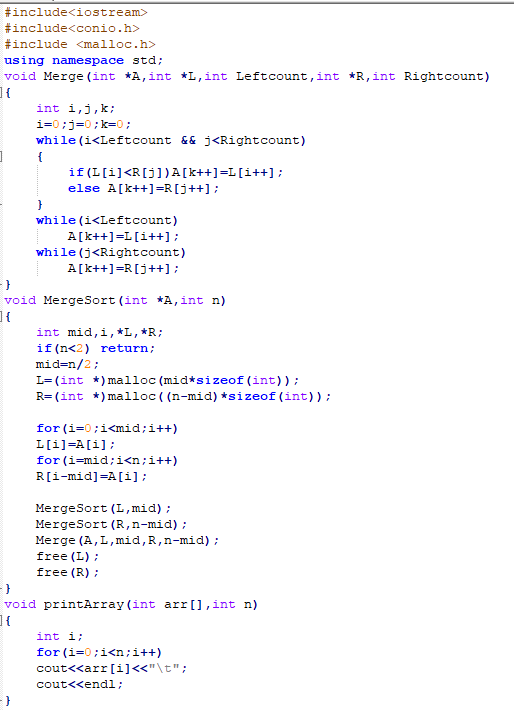 #include<iostream>
#include<conio.h>
#include <malloc.h>
using namespace std;
void Merge(int *A,int *L,int Leftcount,int *R,int Rightcount)
{
    int i,j,k;
    i=0;j=0;k=0;
    while(i<Leftcount && j<Rightcount)
    {
        if(L[i]<R[j])A[k++]=L[i++];
        else A[k++]=R[j++];
    }
    while(i<Leftcount)
        A[k++]=L[i++];
    while(j<Rightcount)
        A[k++]=R[j++];
}
void MergeSort(int *A,int n)
{
    int mid,i,*L,*R;
    if(n<2) return;
    mid=n/2;
    L=(int *)malloc(mid*sizeof(int));
    R=(int *)malloc((n-mid)*sizeof(int));

    for(i=0;i<mid;i++)
    L[i]=A[i];
    for(i=mid;i<n;i++)
    R[i-mid]=A[i];

    MergeSort(L,mid);
    MergeSort(R,n-mid);
    Merge(A,L,mid,R,n-mid);
    free(L);
    free(R);
}
void printArray(int arr[],int n)
{
    int i;
    for(i=0;i<n;i++)
    cout<<arr[i]<<"\t";
    cout<<endl;
}